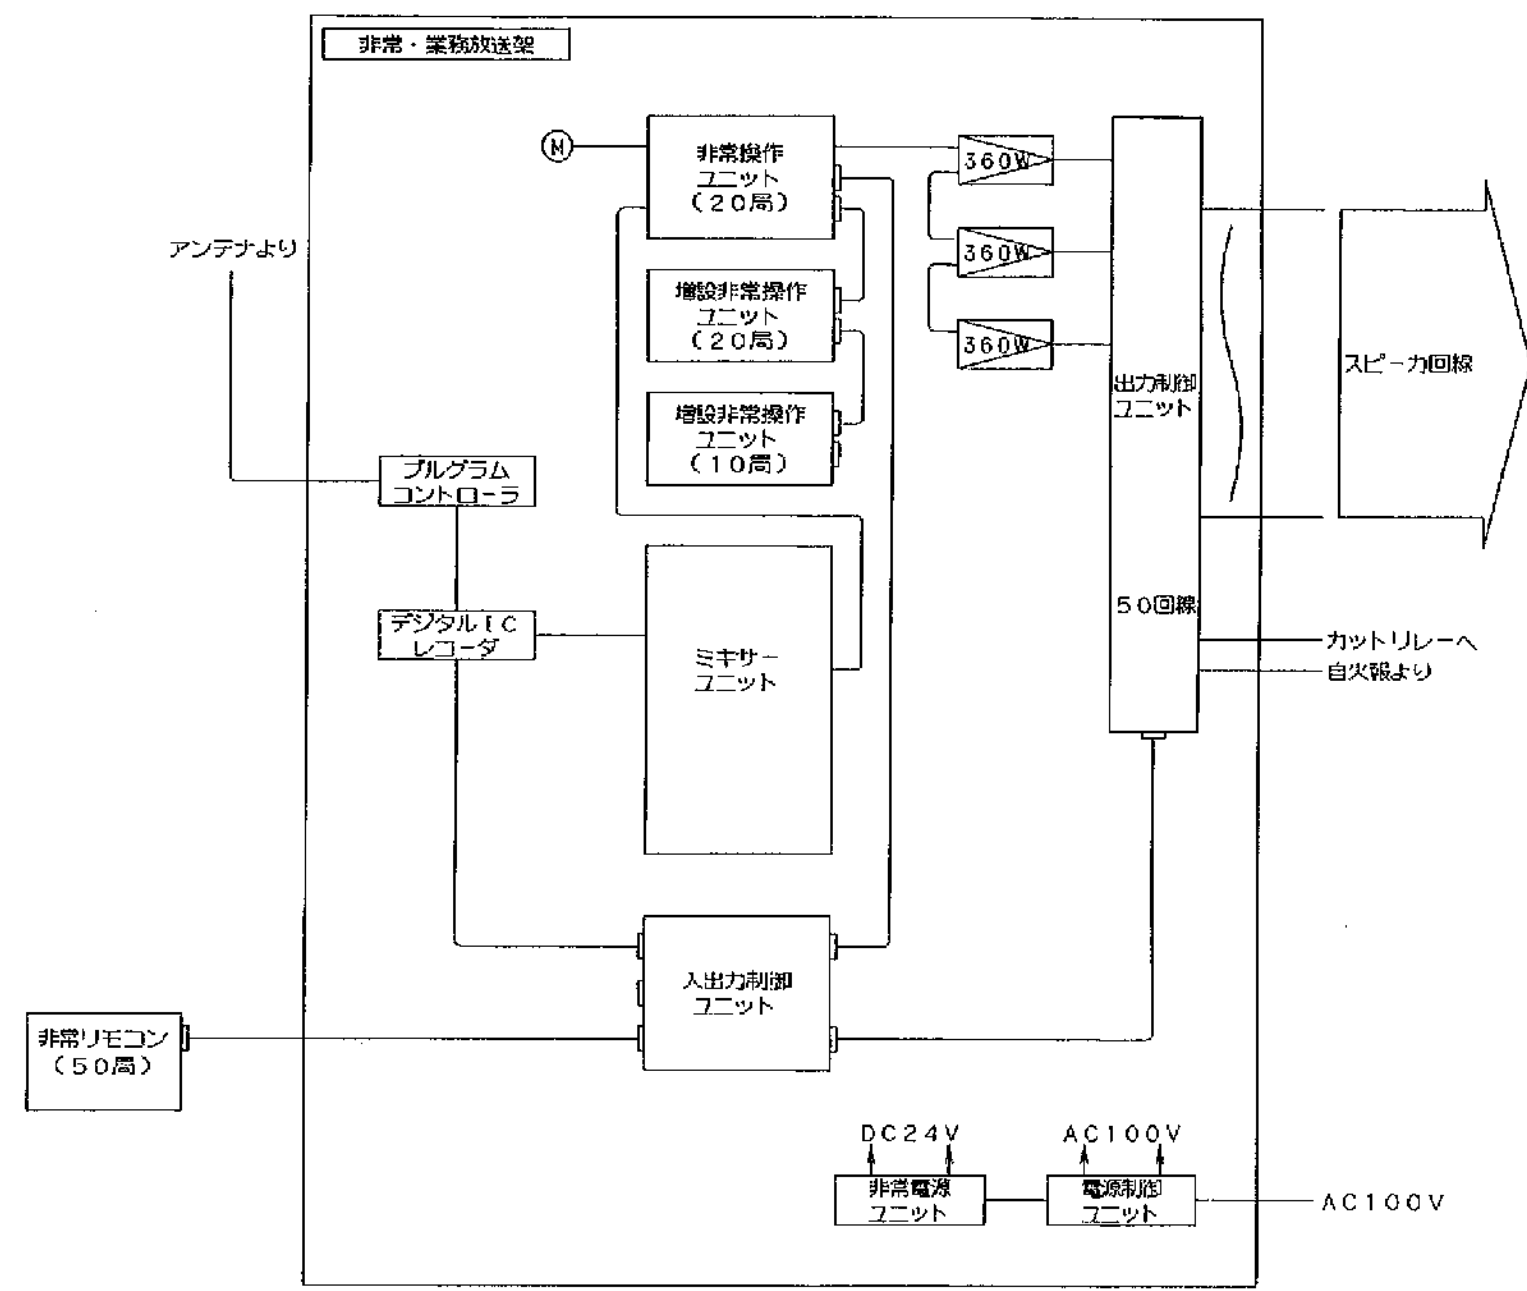 非常・業務放送架
M
非常操作
ユニット
(20局)
360W
アンテナより
360W
増設非常操作
ユニット
(20局)
360W
スピーカ回線
出力制御
ユニット
増設非常操作
ユニット
(10局)
プルグラム
コントローラ
50回線
デジタルIC
レコーダ
ミキサー
ユニット
カットリレーへ
自火報より
入出力制御
ユニット
非常リモコン
(50局)
DC24V
AC100V
非常電源
ユニット
電源制御
ユニット
AC100V